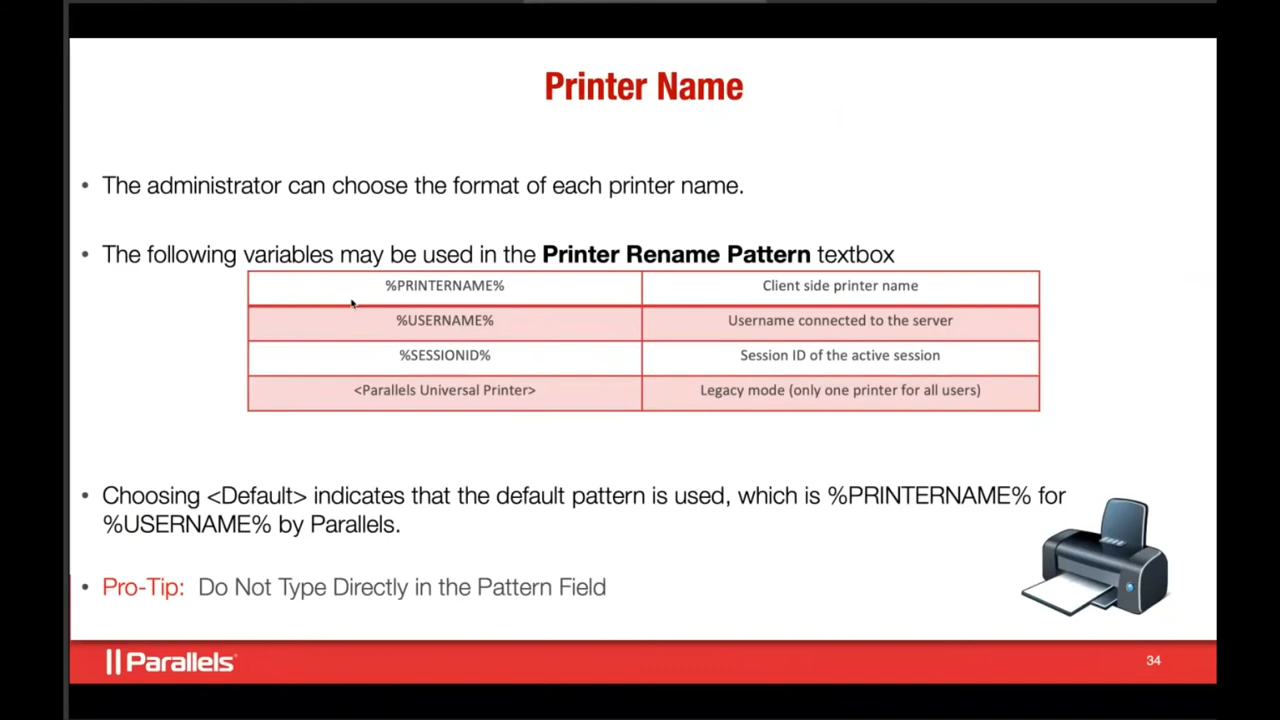 Printer Name
• The administrator can choose the format of each printer name.
• The following variables may be used in the Printer Rename Pattern textbox
%PRINTERNAME% Client side printer name
%USERNAME% Username connected to the server
%SESSIONID% Session ID of the active session
<Parallels Universal Printer> Legacy mode (only one printer for all users)
• Choosing <Default> indicates that the default pattern is used, which is %PRINTERNAME% for
%USERNAME% by Parallels.
• Pro-Tip: Do Not Type Directly in the Pattern Field
Parallels
34